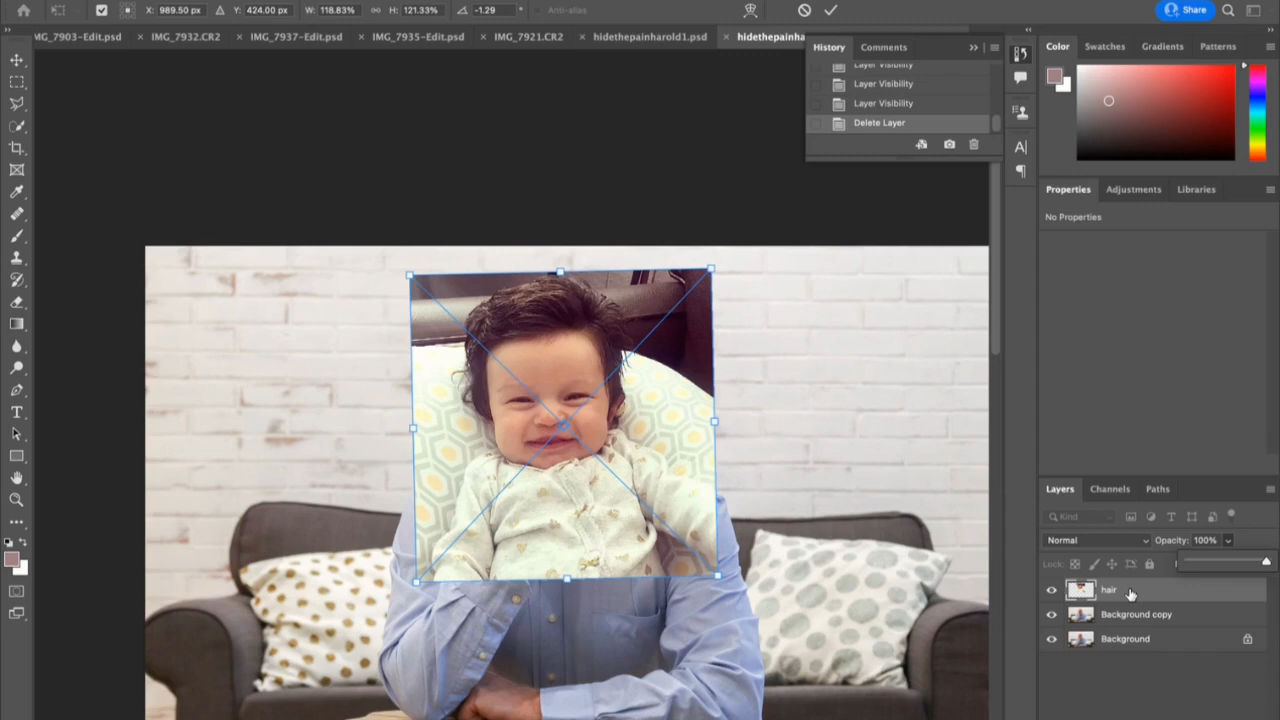 X: 989.50 px Y: 424.00 px W: 118.83% H: 121.33% -1.29 ° Anti-alias Share
MG_7903-Edit.psd × IMG_7932.CR2 × IMG_7937-Edit.psd × IMG_7935-Edit.psd × IMG_7921.CR2 × hidethepainharold1.psd × hidethepainha
History Comments
Layer Visibility
Layer Visibility
Layer Visibility
Delete Layer
Color Swatches Gradients Patterns
Properties Adjustments Libraries
No Properties
Layers Channels Paths
Kind
Normal Opacity: 100%
Lock:
hair
Background copy
Background